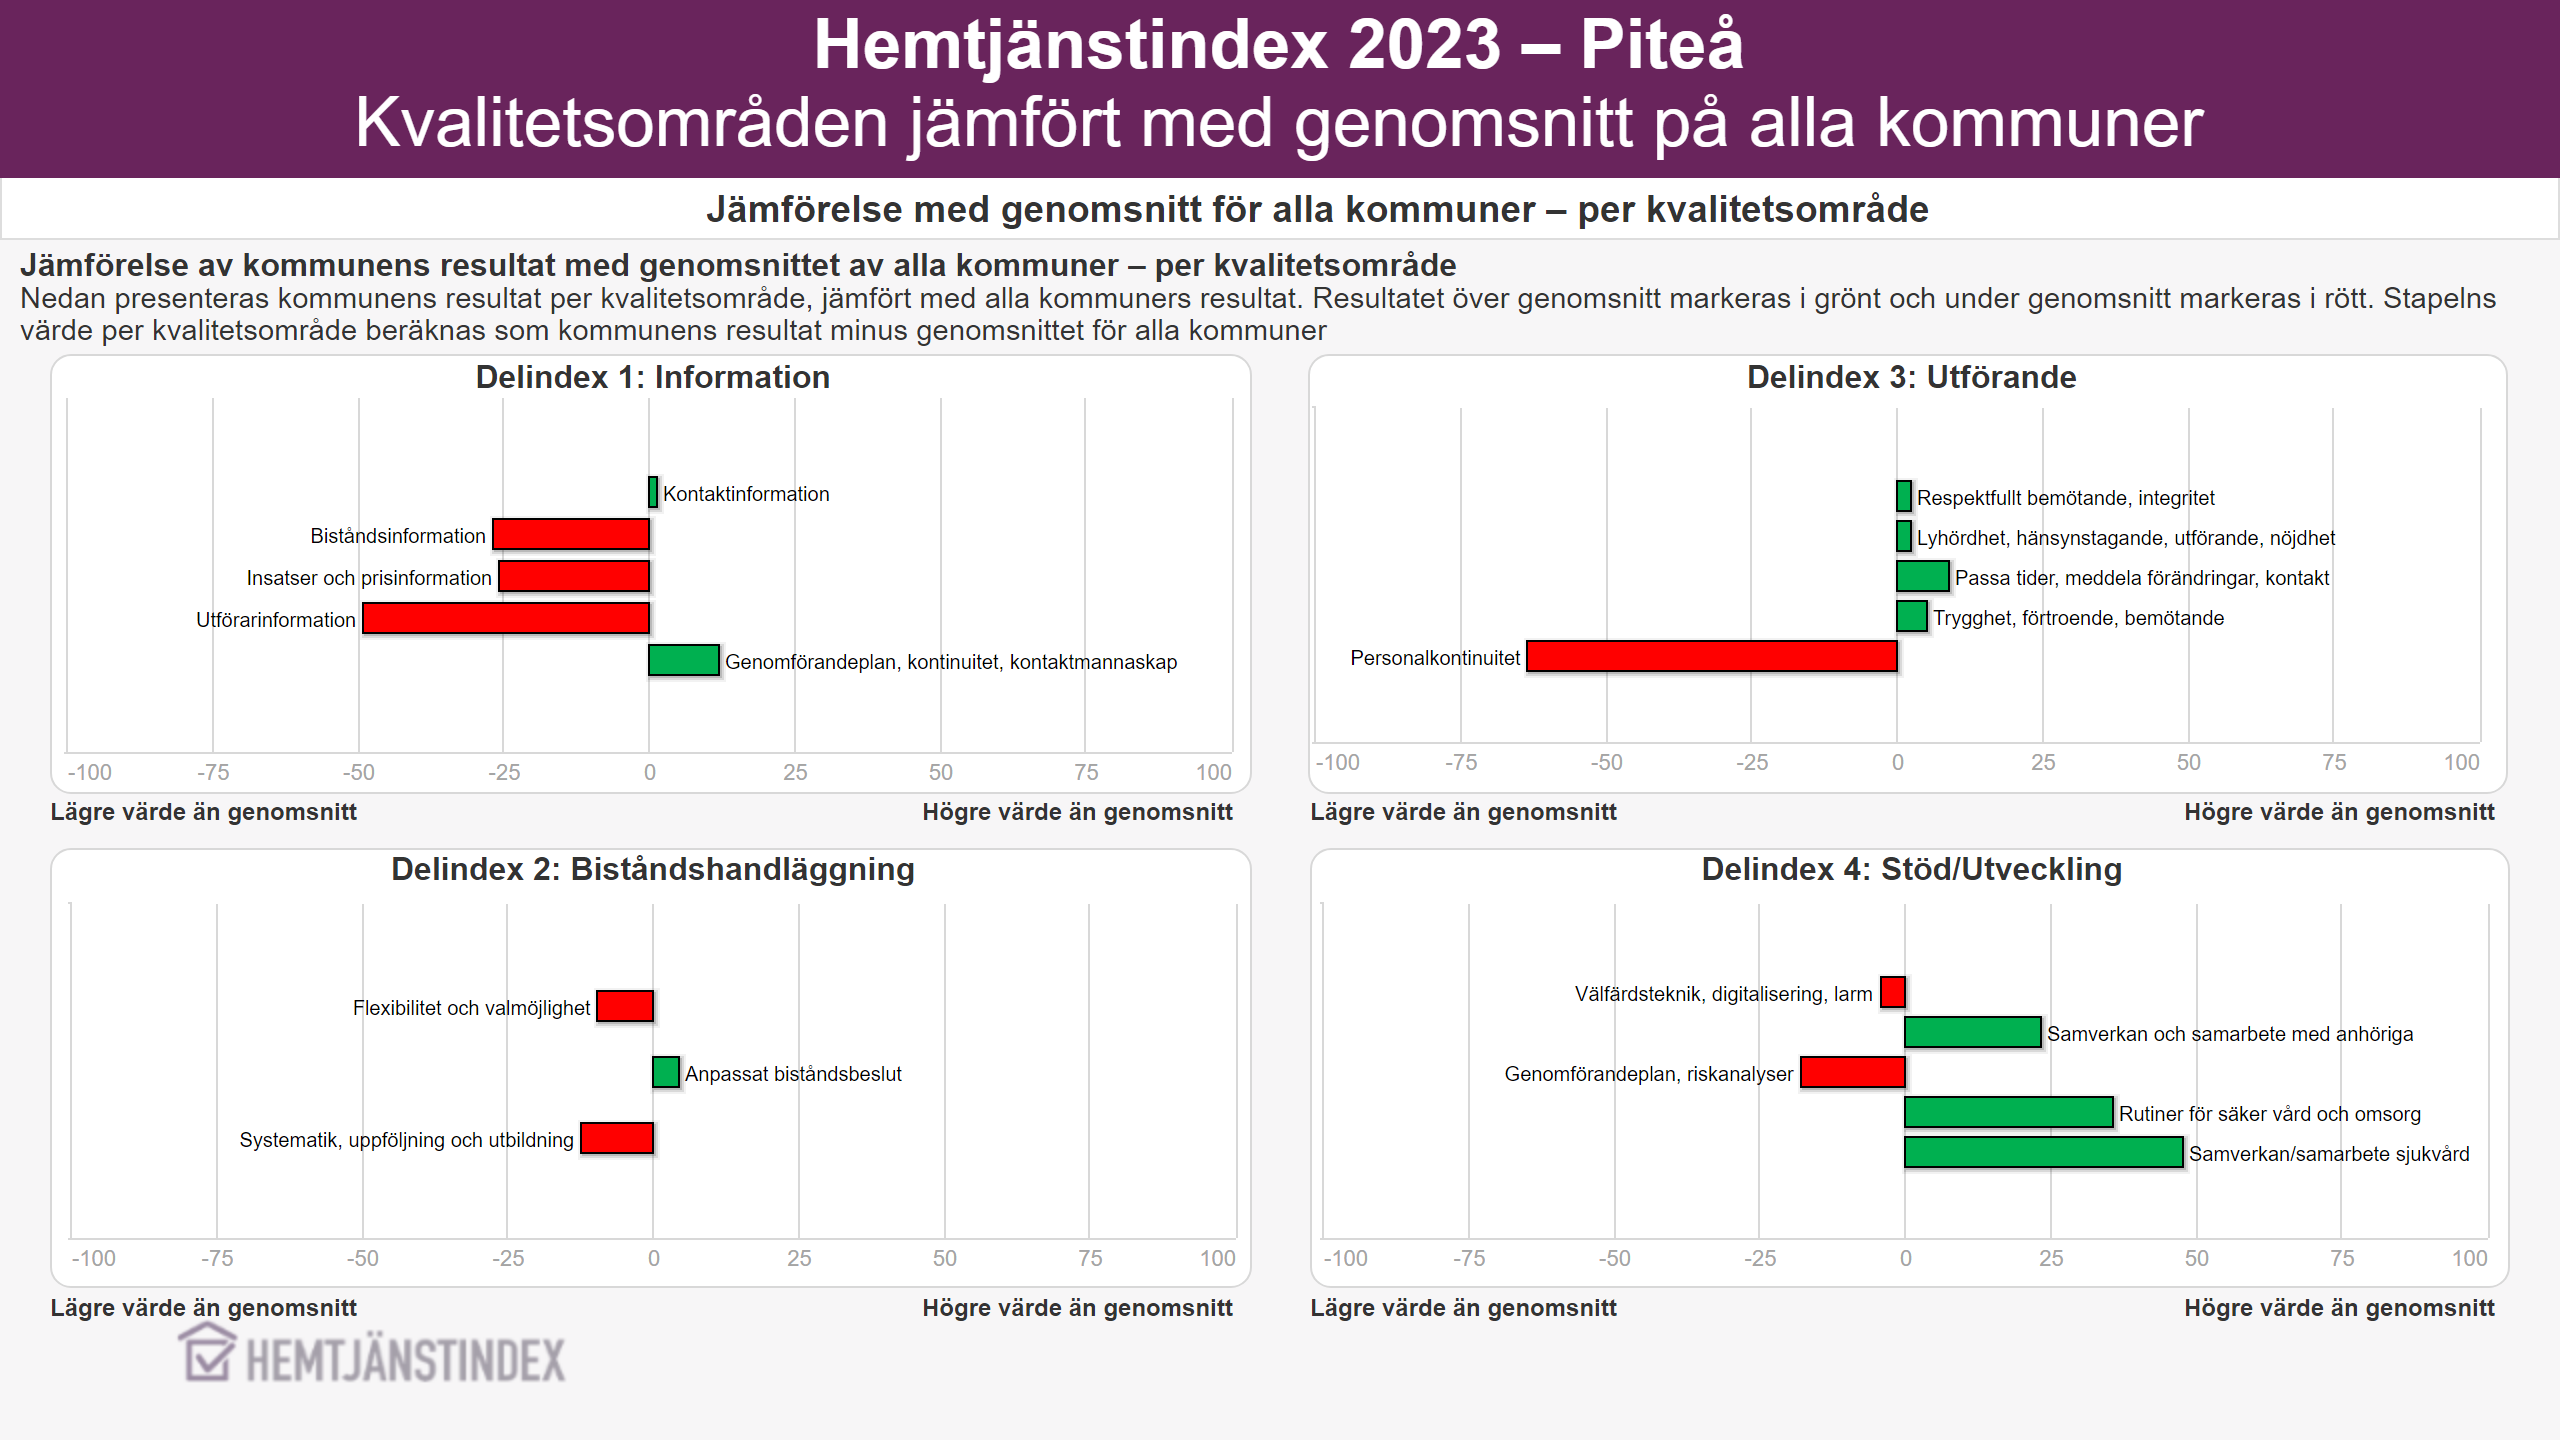 Hemtjänstindex 2023 – Piteå
Kvalitetsområden jämfört med genomsnitt på alla kommuner
Jämförelse med genomsnitt för alla kommuner – per kvalitetsområde
Jämförelse av kommunens resultat med genomsnittet av alla kommuner – per kvalitetsområde
Nedan presenteras kommunens resultat per kvalitetsområde, jämfört med alla kommuners resultat. Resultatet över genomsnitt markeras i grönt och under genomsnitt markeras i rött. Stapelns
värde per kvalitetsområde beräknas som kommunens resultat minus genomsnittet för alla kommuner
Delindex 1: Information
Kontaktinformation
Biståndsinformation
Insatser och prisinformation
Utförarinformation
Genomförandeplan, kontinuitet, kontaktmannaskap
-100 -75 -50 -25 0 25 50 75 100
Lägre värde än genomsnitt Högre värde än genomsnitt
Delindex 3: Utförande
Respektfullt bemötande, integritet
Lyhördhet, hänsynstagande, utförande, nöjdhet
Passa tider, meddela förändringar, kontakt
Trygghet, förtroende, bemötande
Personalkontinuitet
-100 -75 -50 -25 0 25 50 75 100
Lägre värde än genomsnitt Högre värde än genomsnitt
Delindex 2: Biståndshandläggning
Flexibilitet och valmöjlighet
Anpassat biståndsbeslut
Systematik, uppföljning och utbildning
-100 -75 -50 -25 0 25 50 75 100
Lägre värde än genomsnitt Högre värde än genomsnitt
Delindex 4: Stöd/Utveckling
Välfärdsteknik, digitalisering, larm
Samverkan och samarbete med anhöriga
Genomförandeplan, riskanalyser
Rutiner för säker vård och omsorg
Samverkan/samarbete sjukvård
-100 -75 -50 -25 0 25 50 75 100
Lägre värde än genomsnitt Högre värde än genomsnitt
HEMTJÄNSTINDEX